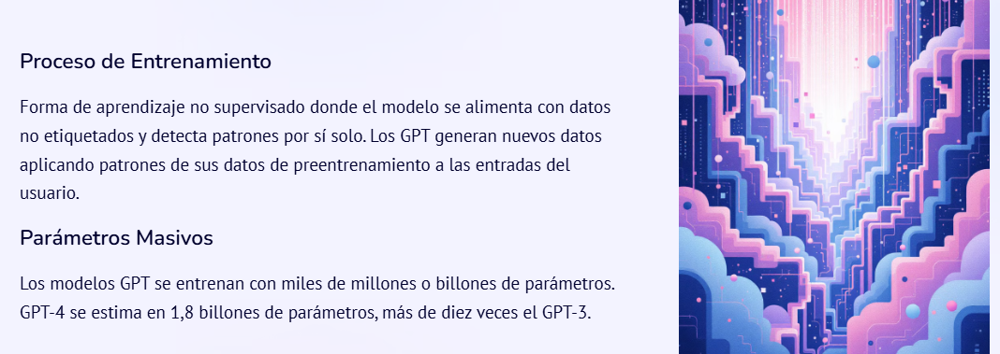 Proceso de Entrenamiento
Forma de aprendizaje no supervisado donde el modelo se alimenta con datos
no etiquetados y detecta patrones por sí solo. Los GPT generan nuevos datos
aplicando patrones de sus datos de preentrenamiento a las entradas del
usuario.
Parámetros Masivos
Los modelos GPT se entrenan con miles de millones o billones de parámetros.
GPT-4 se estima en 1,8 billones de parámetros, más de diez veces el GPT-3.